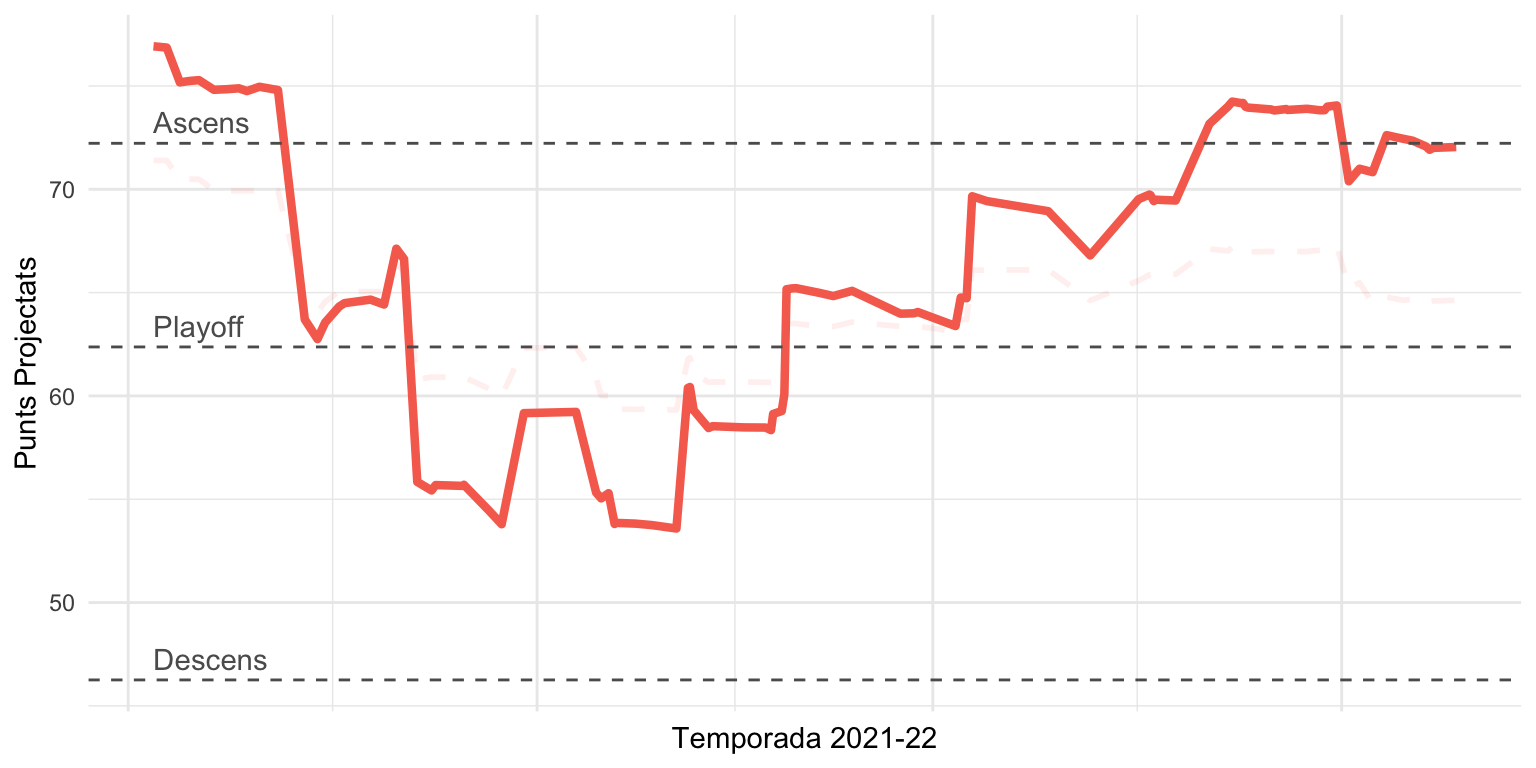 Ascens
70
Playoff
60
50
Descens
Punts Projectats
Temporada 2021-22